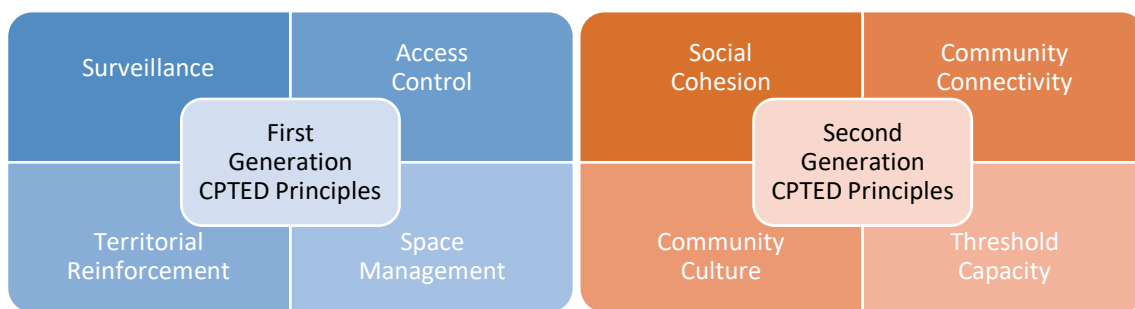 Surveillance
Access
Control
First
Generation
CPTED Principles
Territorial
Reinforcement
Space
Management
Social
Cohesion
Community
Connectivity
Second
Generation
CPTED Principles
Community
Culture
Threshold
Capacity